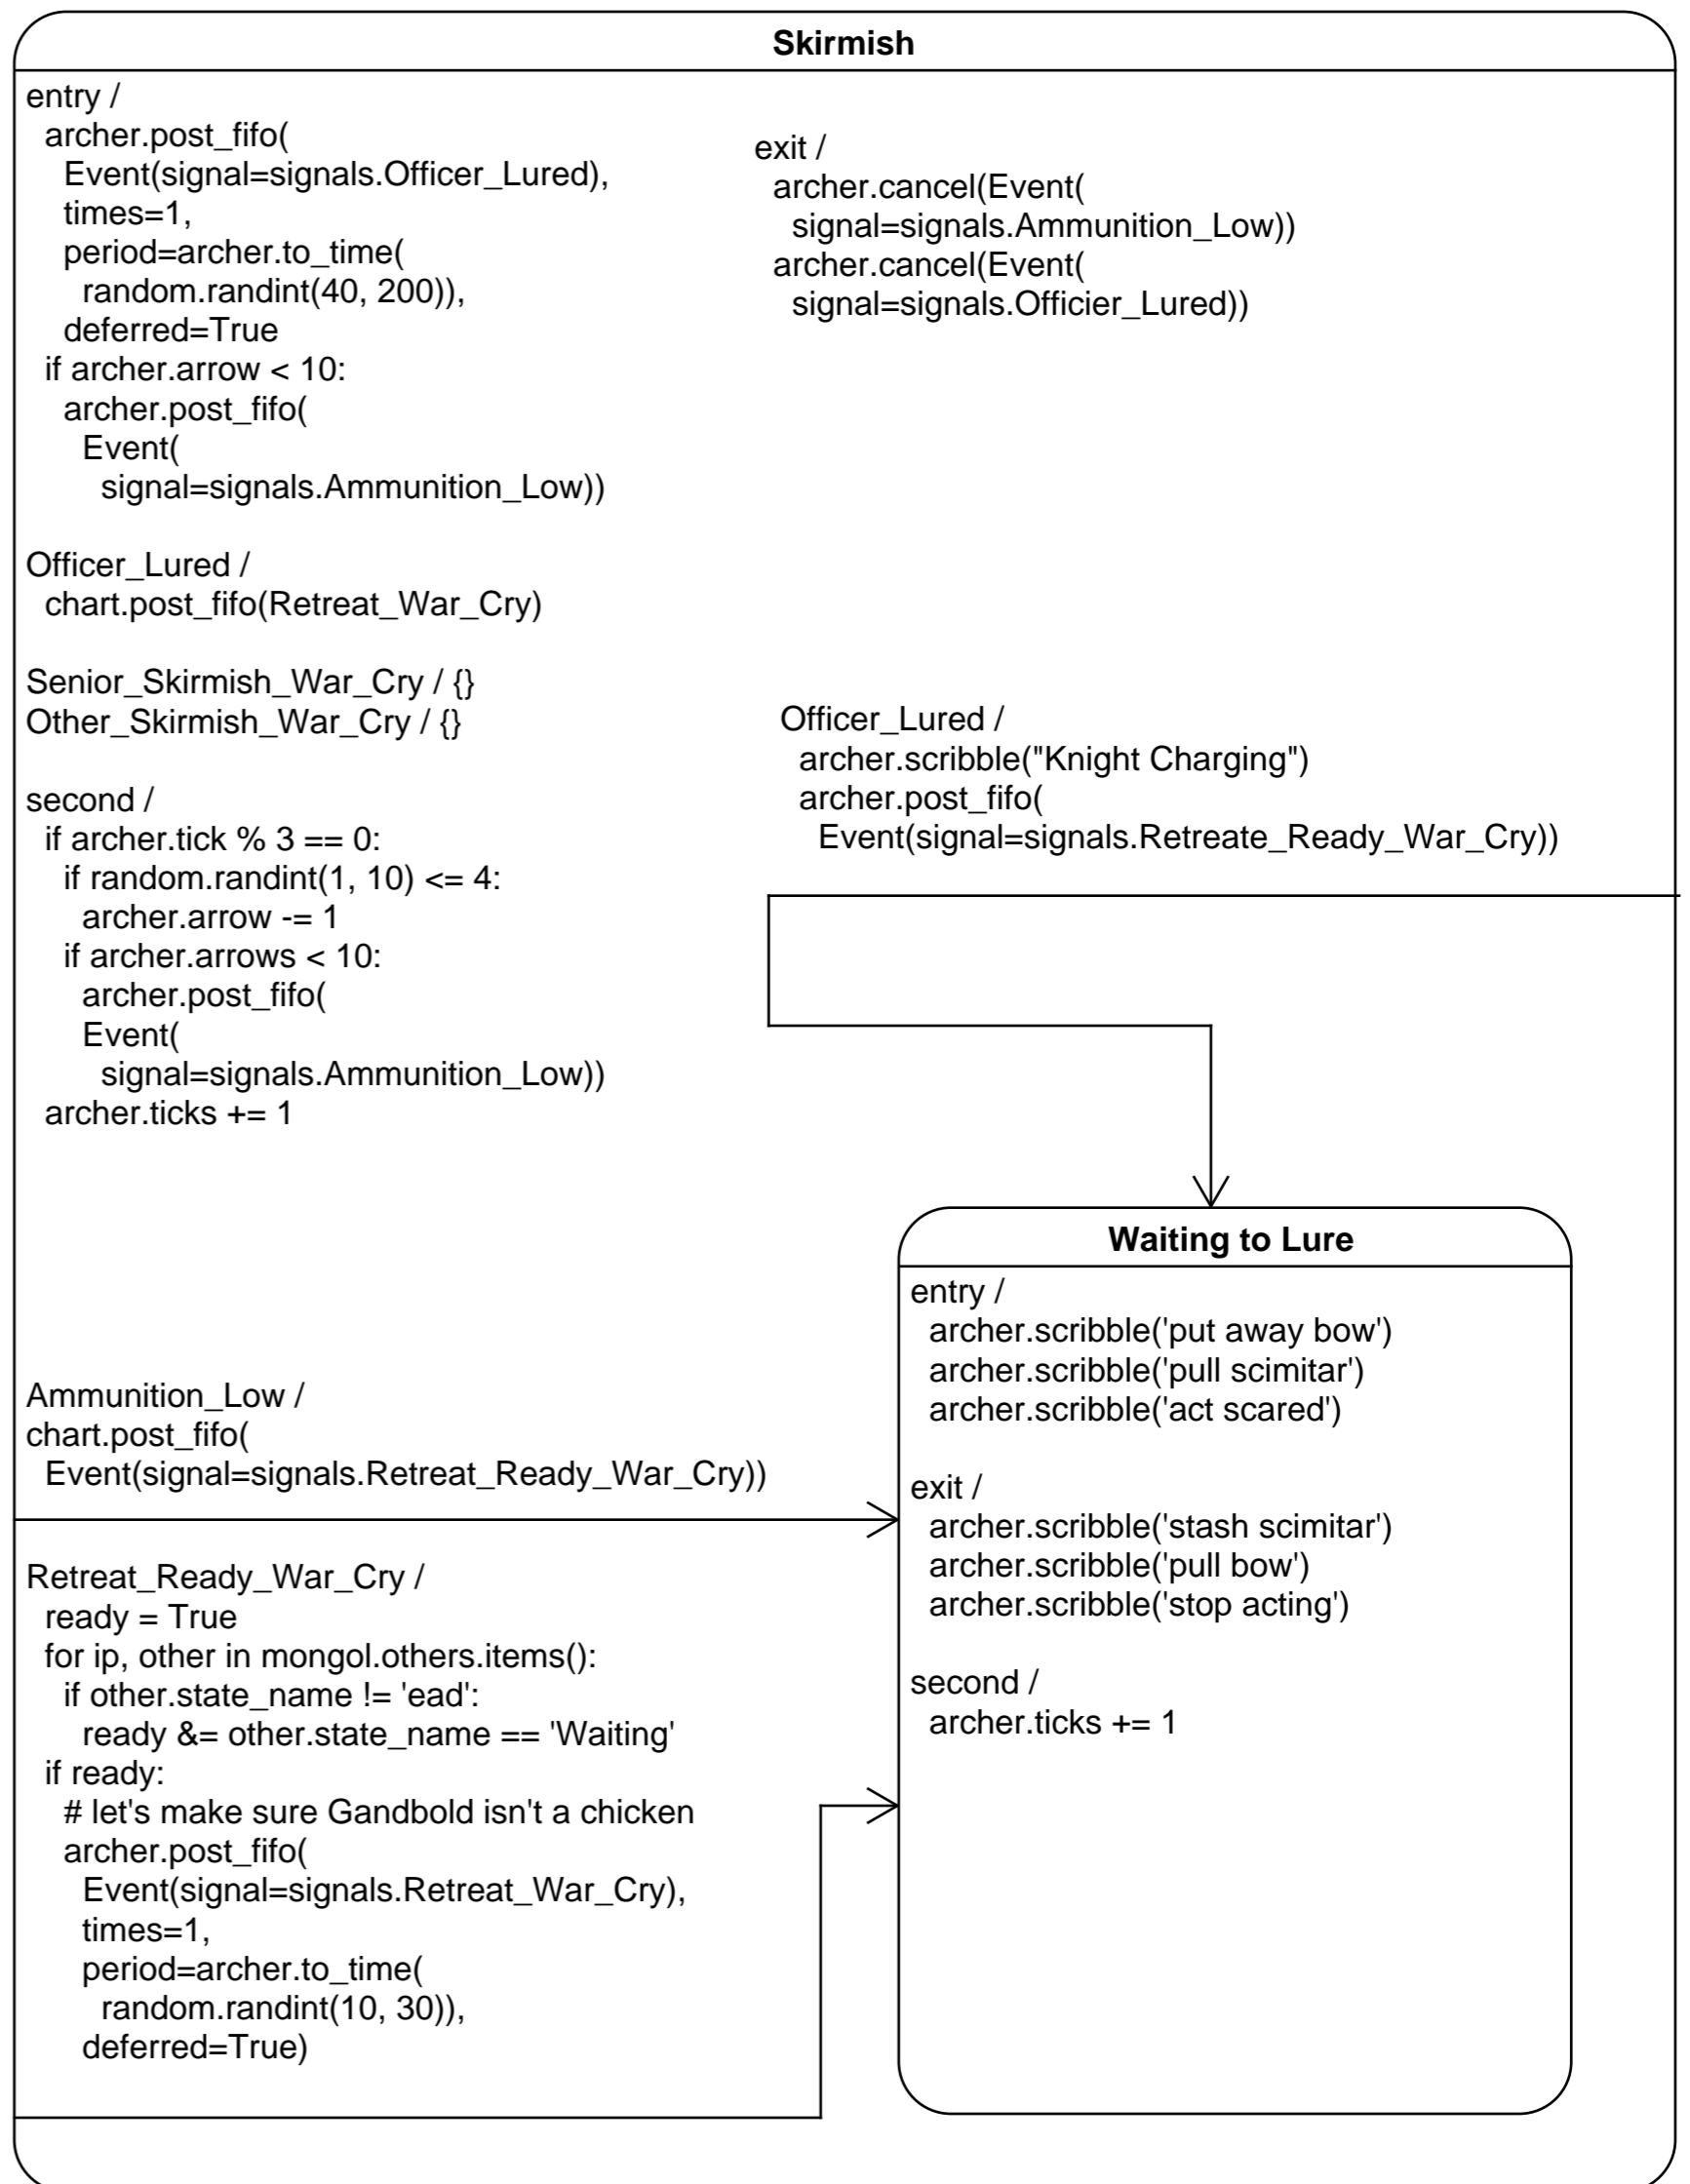 Skirmish
entry /
archer.post_fifo(
Event(signal=signals.Officer_Lured),
times=1,
period=archer.to_time(
random.randint(40, 200)),
deferred=True
if archer.arrow < 10:
archer.post_fifo(
Event(
signal=signals.Ammunition_Low))
exit /
archer.cancel(Event(
signal=signals.Ammunition_Low))
archer.cancel(Event(
signal=signals.Officier_Lured))
Officer_Lured /
chart.post_fifo(Retreat_War_Cry)
Senior_Skirmish_War_Cry / {}
Other_Skirmish_War_Cry / {}
second /
if archer.tick % 3 == 0:
if random.randint(1, 10) <= 4:
archer.arrow -= 1
if archer.arrows < 10:
archer.post_fifo(
Event(
signal=signals.Ammunition_Low))
archer.ticks += 1
Officer_Lured /
archer.scribble("Knight Charging")
archer.post_fifo(
Event(signal=signals.Retreate_Ready_War_Cry))
Ammunition_Low /
chart.post_fifo(
Event(signal=signals.Retreat_Ready_War_Cry))
Retreat_Ready_War_Cry /
ready = True
for ip, other in mongol.others.items():
if other.state_name != 'ead':
ready &= other.state_name == 'Waiting'
if ready:
# let's make sure Gandbold isn't a chicken
archer.post_fifo(
Event(signal=signals.Retreat_War_Cry),
times=1,
period=archer.to_time(
random.randint(10, 30)),
deferred=True)
Waiting to Lure
entry /
archer.scribble('put away bow')
archer.scribble('pull scimitar')
archer.scribble('act scared')
exit /
archer.scribble('stash scimitar')
archer.scribble('pull bow')
archer.scribble('stop acting')
second /
archer.ticks += 1